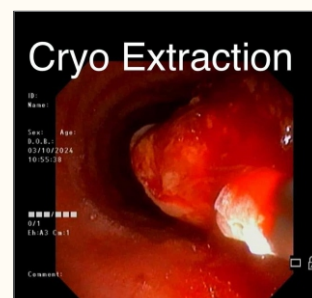 Cryo Extraction
ID:
Name:
Sex:   Age:
D.O.B.:
03/10/2024
10:55:38
■■■/■■■
0/1
Eh:A3 Cm:1
Comment: